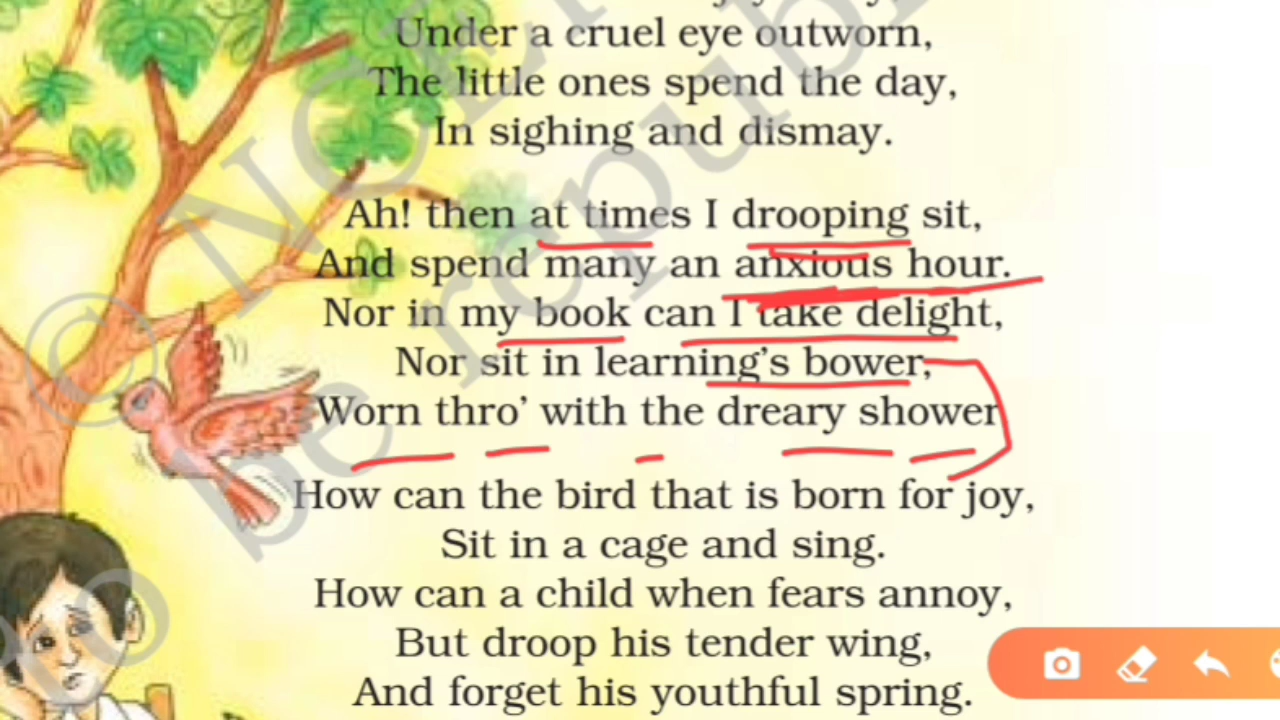 Under a cruel eye outworn,
The little ones spend the day,
In sighing and dismay.
Ah! then at times I drooping sit,
And spend many an anxious hour.
Nor in my book can I take delight,
Nor sit in learning's bower,
Worn thro' with the dreary shower
How can the bird that is born for joy,
Sit in a cage and sing.
How can a child when fears annoy,
But droop his tender wing,
And forget his youthful spring.